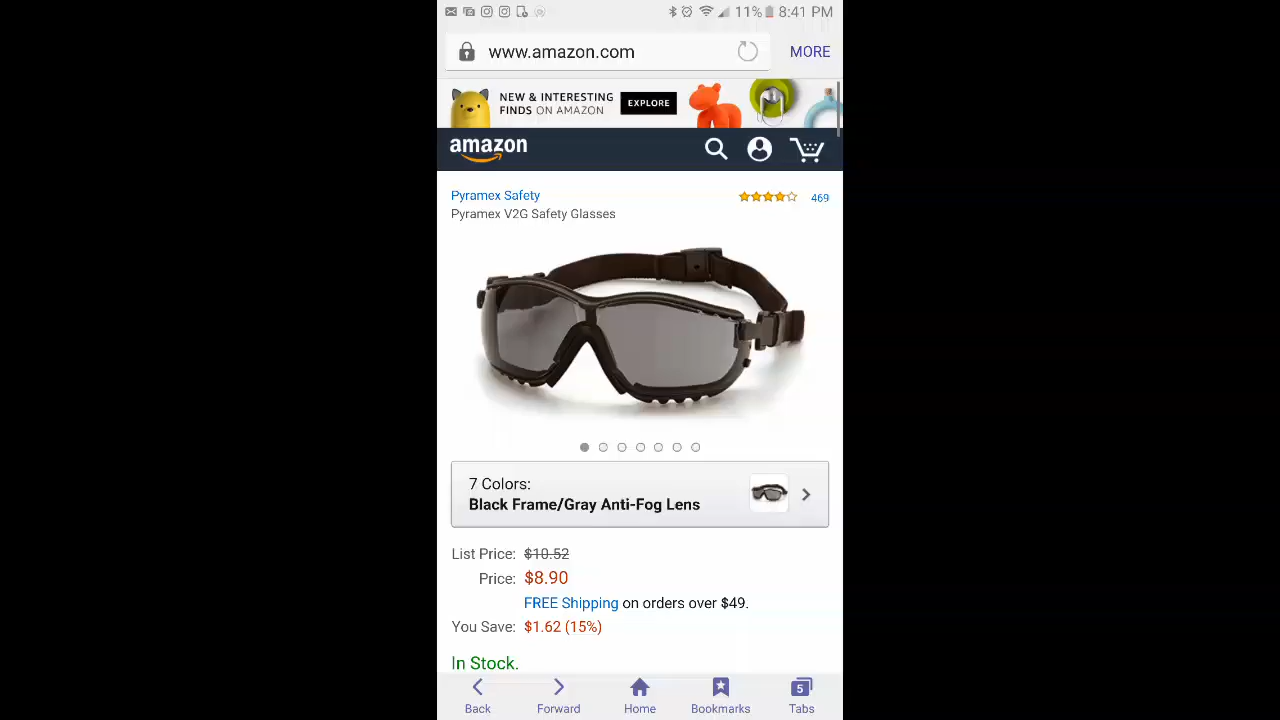 11% 8:41 PM
www.amazon.com MORE
NEW & INTERESTING
FINDS ON AMAZON
EXPLORE
amazon
Pyramex Safety 469
Pyramex V2G Safety Glasses
7 Colors:
Black Frame/Gray Anti-Fog Lens
List Price: $10.52
Price: $8.90
FREE Shipping on orders over $49.
You Save: $1.62 (15%)
In Stock.
5
Back Forward Home Bookmarks Tabs